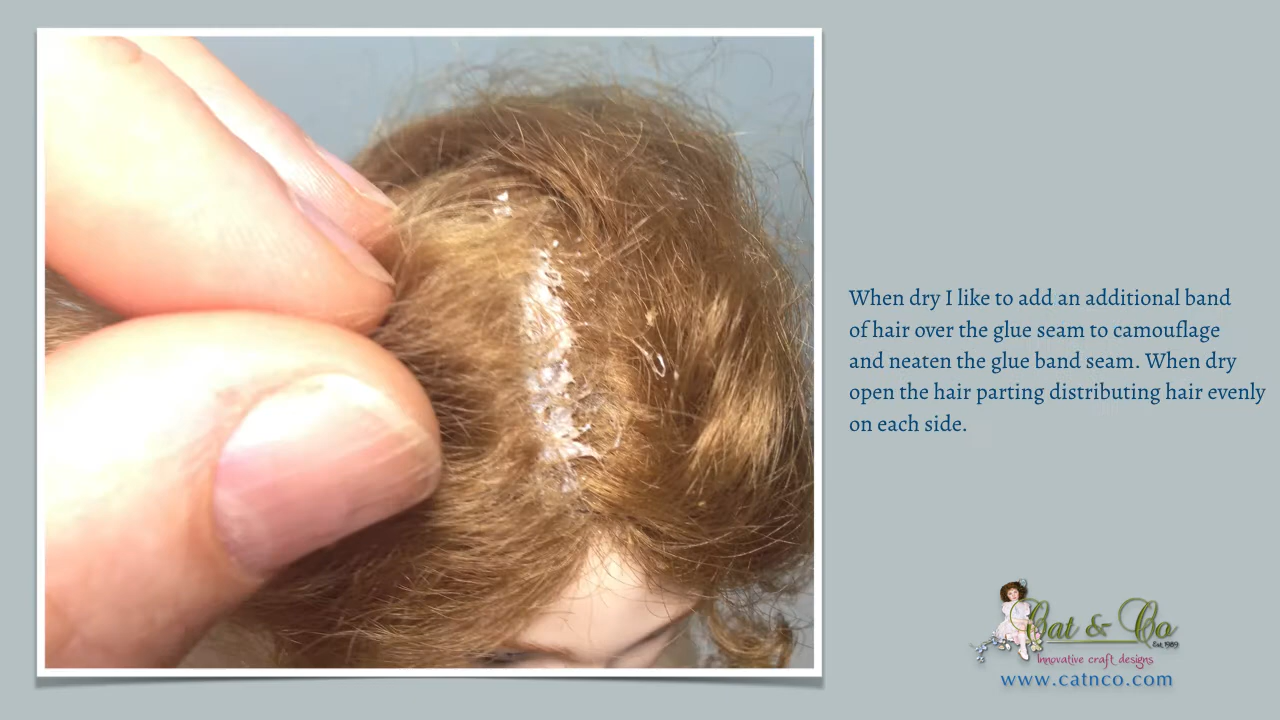 When dry I like to add an additional band
of hair over the glue seam to camouflage
and neaten the glue band seam. When dry
open the hair parting distributing hair evenly
on each side.
Cat & Co
Est. 1989
Innovative craft designs
www.catnco.com